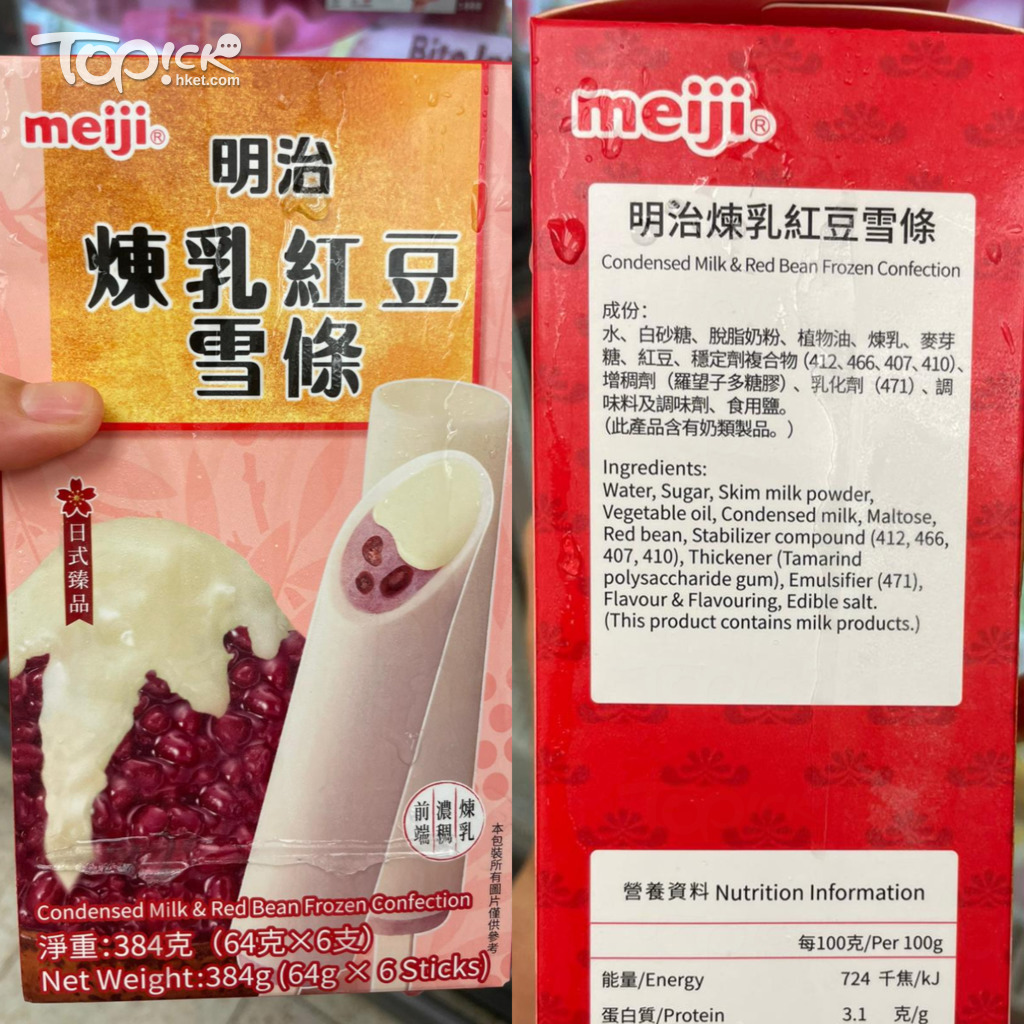 TOPick
hket.com
meiji®
明治
煉乳紅豆
雪條
日式臻品
前端
濃稠
煉乳
本包裝所有圖片僅供參考
Condensed Milk & Red Bean Frozen Confection
淨重:384克（64克×6支）
Net Weight:384g (64g × 6 Sticks)
meiji®
明治煉乳紅豆雪條
Condensed Milk & Red Bean Frozen Confection
成份：
水、白砂糖、脫脂奶粉、植物油、煉乳、麥芽
糖、紅豆、穩定劑複合物（412, 466, 407, 410）、
增稠劑（羅望子多糖膠）、乳化劑（471）、調
味料及調味劑、食用鹽。
（此產品含有奶類製品。）
Ingredients:
Water, Sugar, Skim milk powder,
Vegetable oil, Condensed milk, Maltose,
Red bean, Stabilizer compound (412, 466,
407, 410), Thickener (Tamarind
polysaccharide gum), Emulsifier (471),
Flavour & Flavouring, Edible salt.
(This product contains milk products.)
營養資料 Nutrition Information
每100克/Per 100g
能量/Energy 724 千焦/kJ
蛋白質/Protein 3.1 克/g